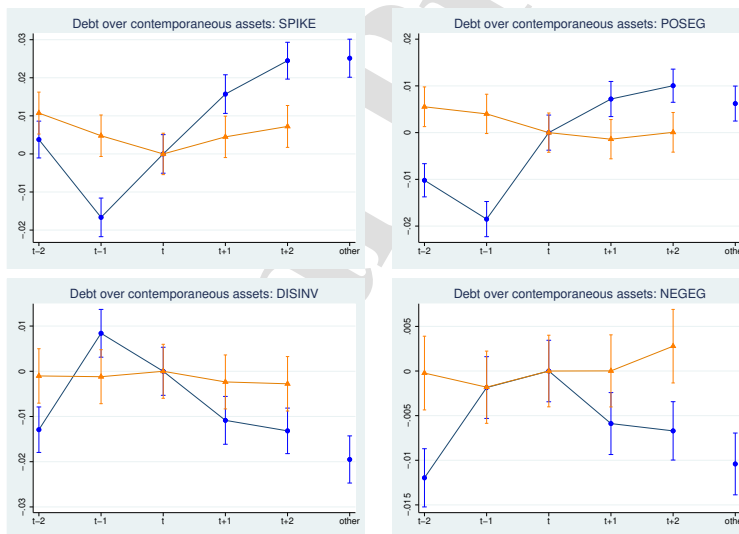 Debt over contemporaneous assets: SPIKE
.03
.02
.01
0
−.01
−.02
t−2 t−1 t t+1 t+2 other
Debt over contemporaneous assets: POSEG
.02
.01
0
−.01
−.02
t−2 t−1 t t+1 t+2 other
Debt over contemporaneous assets: DISINV
.01
0
−.01
−.02
−.03
t−2 t−1 t t+1 t+2 other
Debt over contemporaneous assets: NEGEG
.005
0
−.005
−.01
−.015
t−2 t−1 t t+1 t+2 other